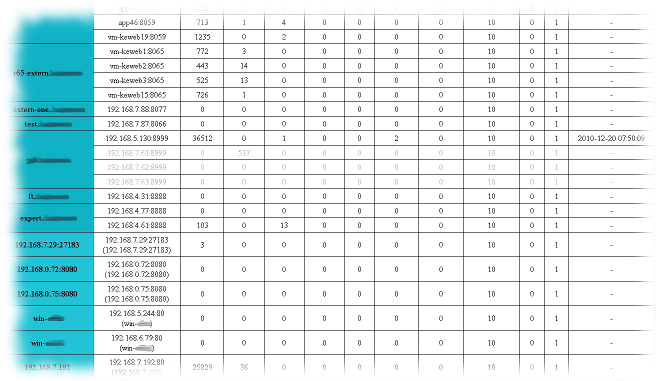 app46:8059 713 1 4 0 0 0 0 10 0 1 -
vm-keweb19:8059 1235 0 2 0 0 0 0 10 0 1 -
vm-keweb1:8065 772 3 0 0 0 0 0 10 0 1 -
vm-keweb2:8065 443 14 0 0 0 0 0 10 0 1 -
r65-extern. vm-keweb3:8065 525 13 0 0 0 0 0 10 0 1 -
vm-keweb15:8065 726 1 0 0 0 0 0 10 0 1 -
extern-one. 192.168.7.88:8077 0 0 0 0 0 0 0 10 0 1 -
test. 192.168.7.87:8066 0 0 0 0 0 0 0 10 0 1 -
192.168.5.130:8999 36512 0 1 0 0 2 0 10 0 1 2010-12-20 07:50:09
192.168.7.61:8999 0 517 0 0 0 0 0 10 0 1 -
192.168.7.62:8999 0 0 0 0 0 0 0 10 0 1 -
192.168.7.63:8999 0 0 0 0 0 0 0 10 0 1 -
ft. 192.168.4.31:8888 0 0 0 0 0 0 0 10 0 1 -
192.168.4.77:8888 0 0 0 0 0 0 0 10 0 1 -
expert. 192.168.4.61:8888 103 0 13 0 0 0 0 10 0 1 -
192.168.7.29:27183 192.168.7.29:27183 3 0 0 0 0 0 0 10 0 1 -
(192.168.7.29:27183)
192.168.0.72:8080 192.168.0.72:8080 0 0 0 0 0 0 0 10 0 1 -
(192.168.0.72:8080)
192.168.0.75:8080 192.168.0.75:8080 0 0 0 0 0 0 0 10 0 1 -
(192.168.0.75:8080)
win- 192.168.5.244:80 0 0 0 0 0 0 0 10 0 1 -
(win- )
win- 192.168.6.79:80 0 0 0 0 0 0 0 10 0 1 -
(win- )
192.168.7.192 192.168.7.192:80 25829 36 0 0 0 0 0 10 0 1 -
(192.168.7.192)